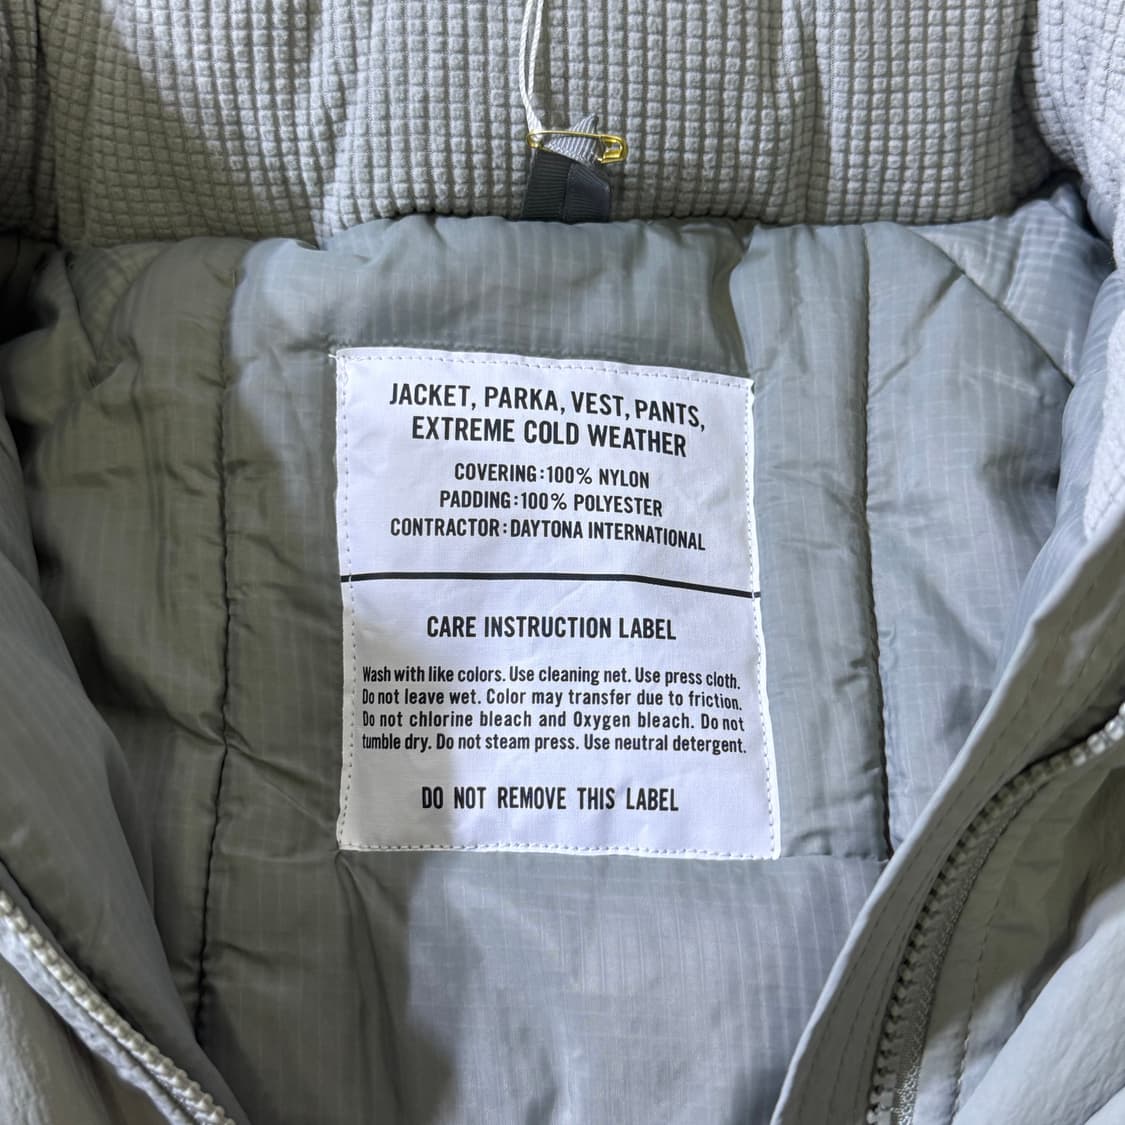 JACKET, PARKA, VEST, PANTS,
EXTREME COLD WEATHER
COVERING:100% NYLON
PADDING:100% POLYESTER
CONTRACTOR:DAYTONA INTERNATIONAL
CARE INSTRUCTION LABEL
Wash with like colors. Use cleaning net. Use press cloth.
Do not leave wet. Color may transfer due to friction.
Do not chlorine bleach and Oxygen bleach. Do not
tumble dry. Do not steam press. Use neutral detergent.
DO NOT REMOVE THIS LABEL